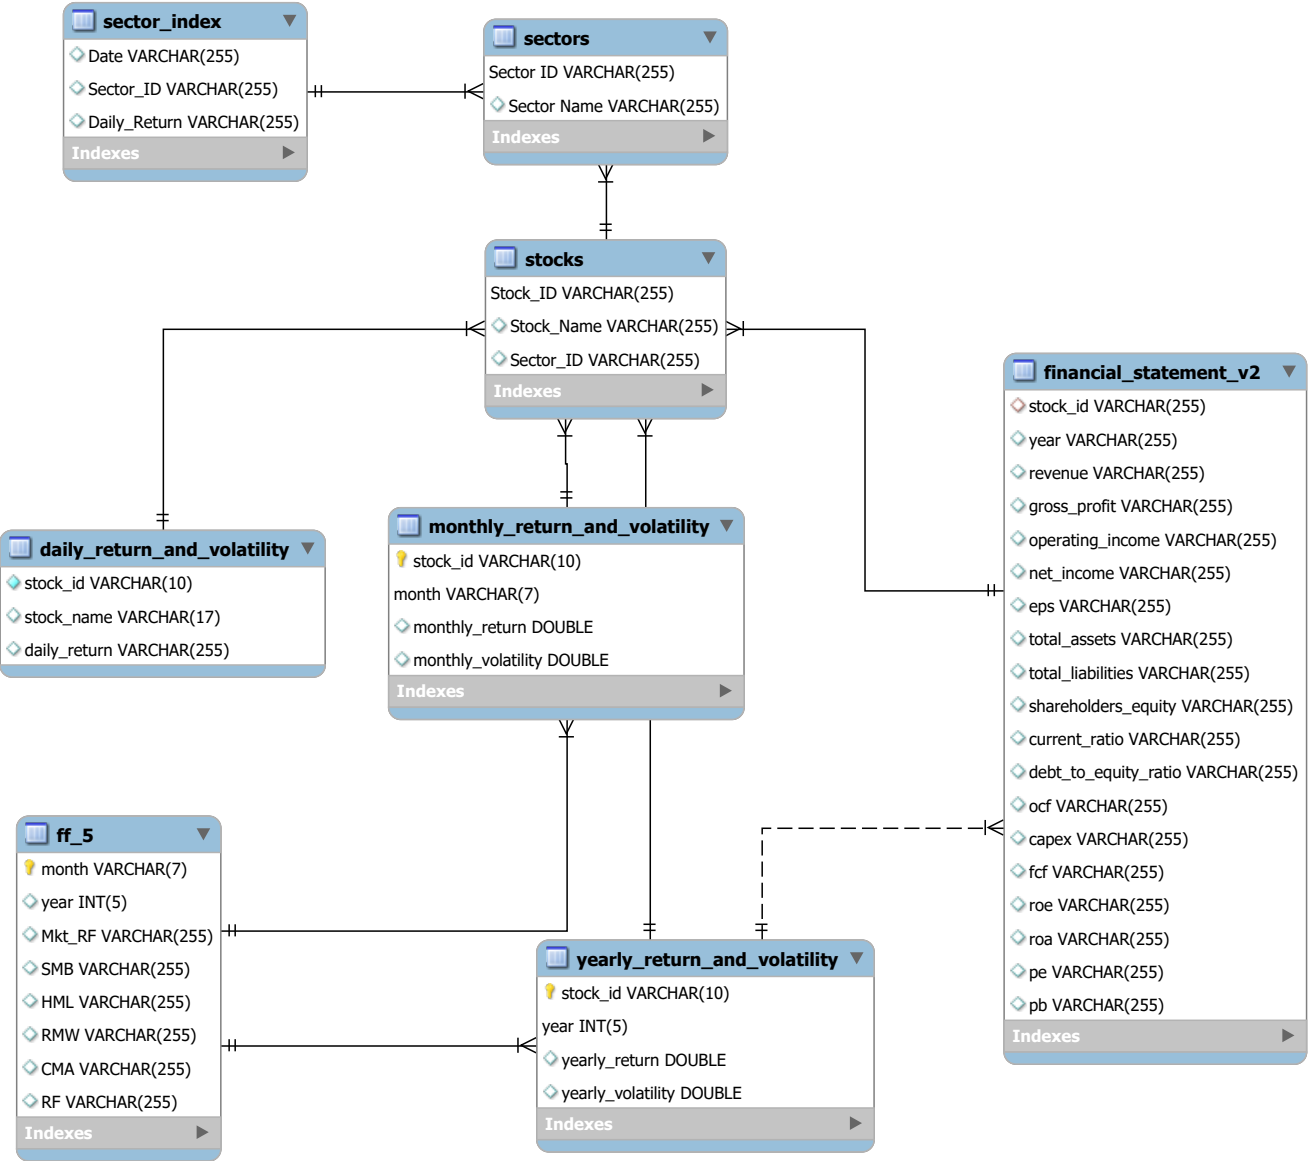 sector_index
Date VARCHAR(255)
Sector_ID VARCHAR(255)
Daily_Return VARCHAR(255)
Indexes
sectors
Sector ID VARCHAR(255)
Sector Name VARCHAR(255)
Indexes
stocks
Stock_ID VARCHAR(255)
Stock_Name VARCHAR(255)
Sector_ID VARCHAR(255)
Indexes
financial_statement_v2
stock_id VARCHAR(255)
year VARCHAR(255)
revenue VARCHAR(255)
gross_profit VARCHAR(255)
operating_income VARCHAR(255)
net_income VARCHAR(255)
eps VARCHAR(255)
total_assets VARCHAR(255)
total_liabilities VARCHAR(255)
shareholders_equity VARCHAR(255)
current_ratio VARCHAR(255)
debt_to_equity_ratio VARCHAR(255)
ocf VARCHAR(255)
capex VARCHAR(255)
fcf VARCHAR(255)
roe VARCHAR(255)
roa VARCHAR(255)
pe VARCHAR(255)
pb VARCHAR(255)
Indexes
daily_return_and_volatility
stock_id VARCHAR(10)
stock_name VARCHAR(17)
daily_return VARCHAR(255)
monthly_return_and_volatility
stock_id VARCHAR(10)
month VARCHAR(7)
monthly_return DOUBLE
monthly_volatility DOUBLE
Indexes
ff_5
month VARCHAR(7)
year INT(5)
Mkt_RF VARCHAR(255)
SMB VARCHAR(255)
HML VARCHAR(255)
RMW VARCHAR(255)
CMA VARCHAR(255)
RF VARCHAR(255)
Indexes
yearly_return_and_volatility
stock_id VARCHAR(10)
year INT(5)
yearly_return DOUBLE
yearly_volatility DOUBLE
Indexes